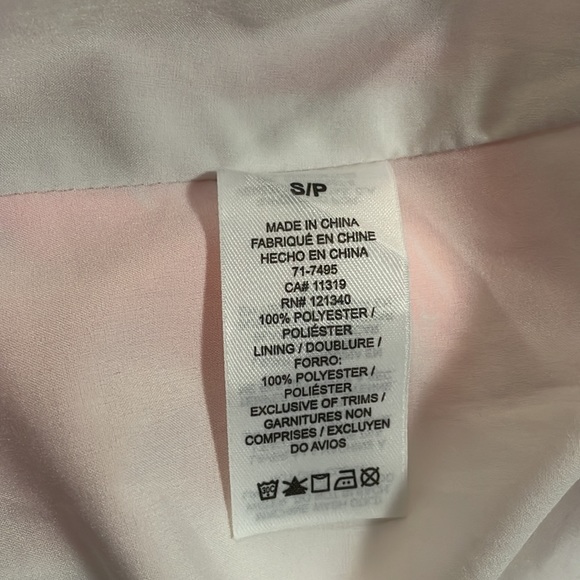 S/P
MADE IN CHINA
FABRIQUÉ EN CHINE
HECHO EN CHINA
71-7495
CA# 11319
RN# 121340
100% POLYESTER /
POLIÉSTER
LINING / DOUBLURE /
FORRO:
100% POLYESTER /
POLIÉSTER
EXCLUSIVE OF TRIMS /
GARNITURES NON
COMPRISES / EXCLUYEN
DO AVIOS